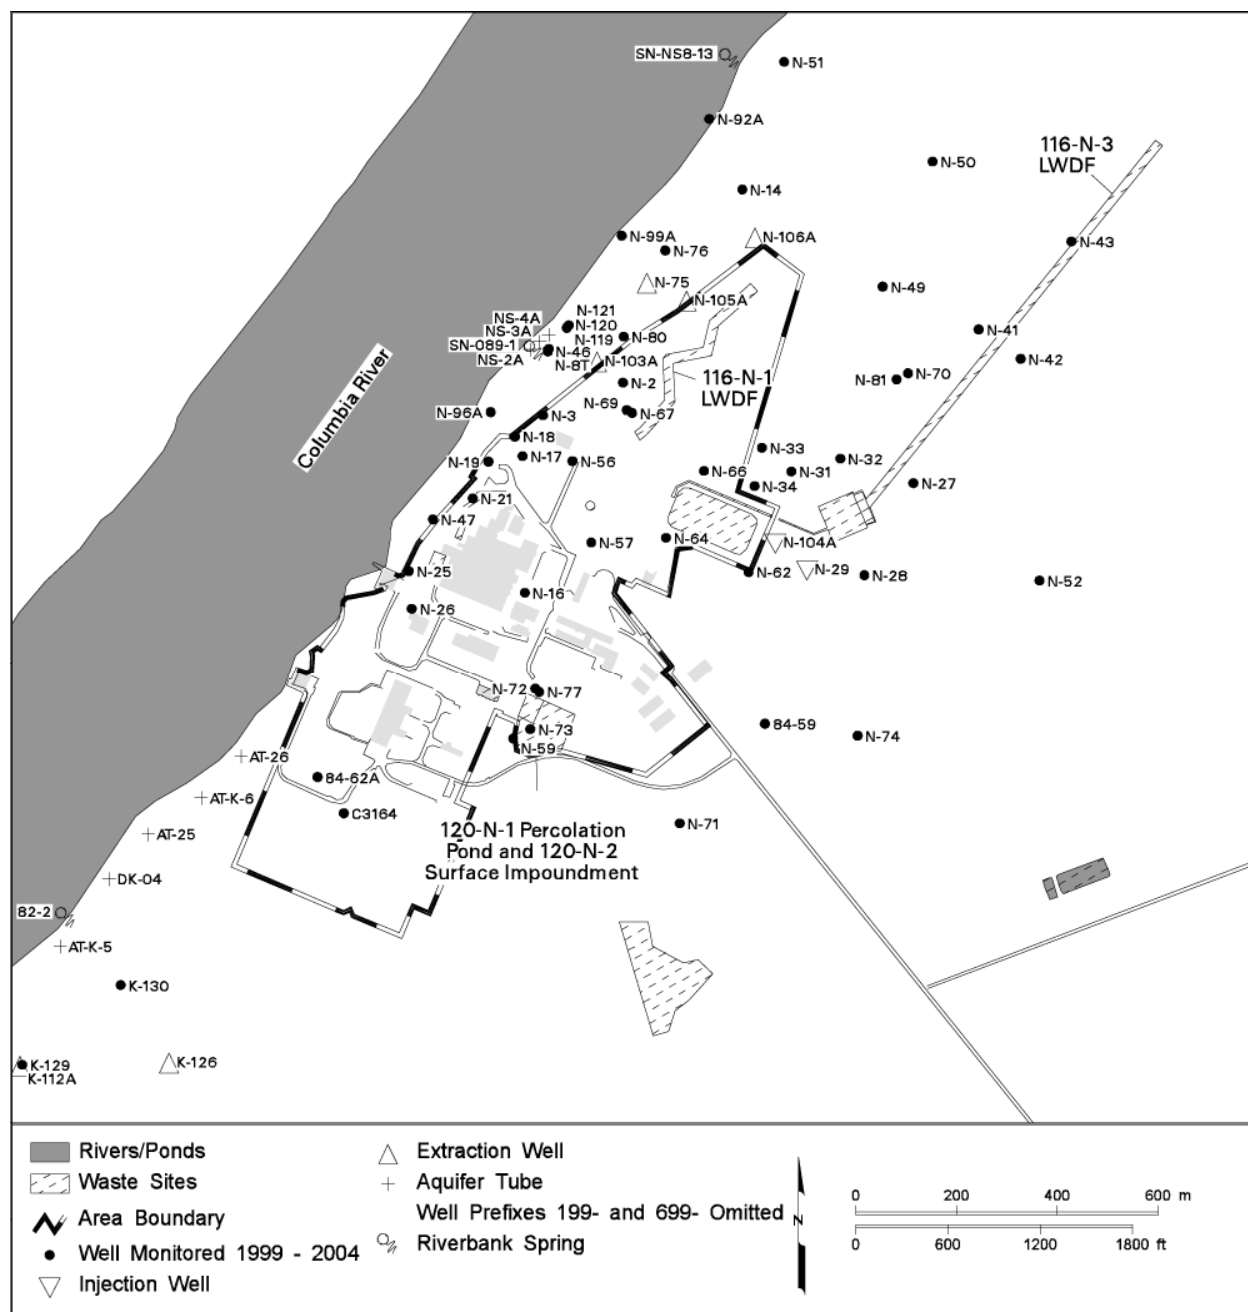 SN-NS8-13
N-51
N-92A
116-N-3
LWDF
N-50
N-14
N-99A
N-106A
N-43
N-76
N-75
N-49
N-105A
NS-4A
N-121
NS-3A
N-120
N-41
SN-089-1
N-119
N-80
NS-2A
N-46
N-8T
N-103A
N-42
116-N-1
LWDF
N-2
N-81
N-70
Columbia River
N-96A
N-3
N-69
N-67
N-18
N-33
N-19
N-17
N-56
N-66
N-31
N-32
N-34
N-27
N-21
N-47
N-57
N-64
N-104A
N-25
N-62
N-29
N-28
N-52
N-16
N-26
N-72
N-77
N-73
N-59
84-59
N-74
AT-26
84-62A
AT-K-6
C3164
AT-25
N-71
120-N-1 Percolation
Pond and 120-N-2
Surface Impoundment
DK-04
82-2
AT-K-5
K-130
K-129
K-126
K-112A
Rivers/Ponds
Waste Sites
Area Boundary
Well Monitored 1999 - 2004
Injection Well
Extraction Well
Aquifer Tube
Well Prefixes 199- and 699- Omitted
Riverbank Spring
N
0 200 400 600 m
0 600 1200 1800 ft